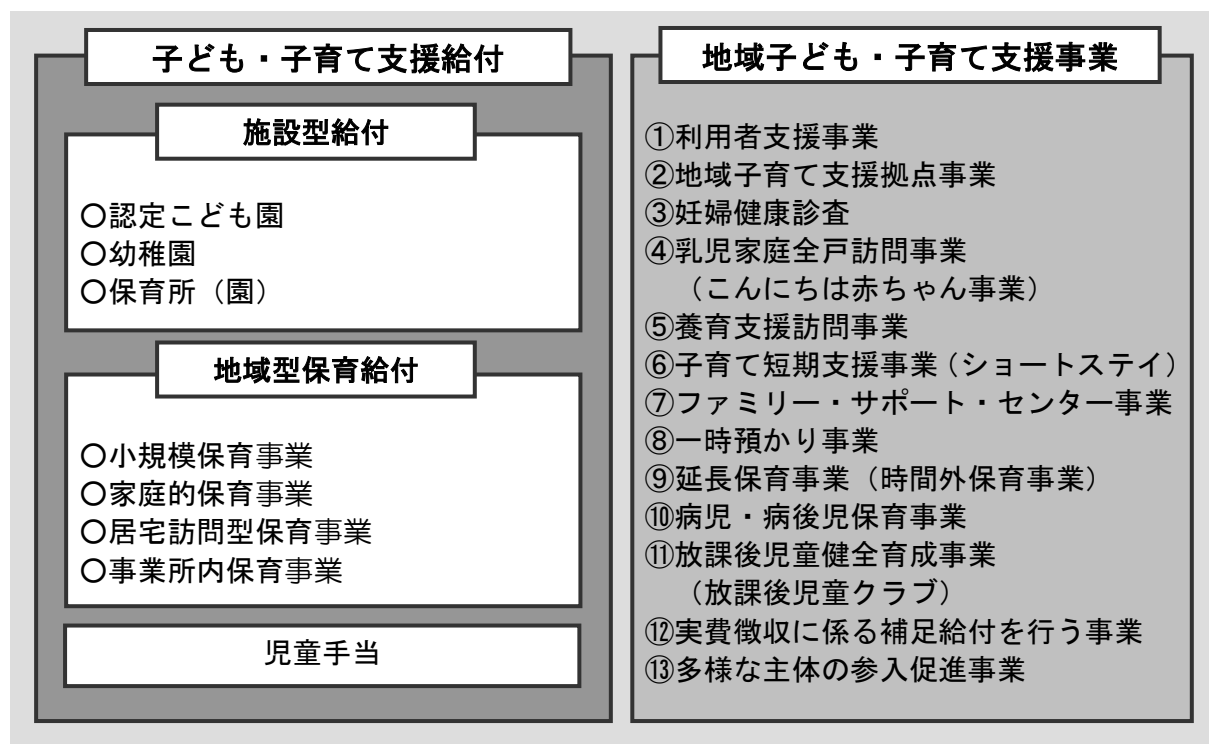 子ども・子育て支援給付
施設型給付
〇認定こども園
〇幼稚園
〇保育所（園）
地域型保育給付
〇小規模保育事業
〇家庭的保育事業
〇居宅訪問型保育事業
〇事業所内保育事業
児童手当
地域子ども・子育て支援事業
①利用者支援事業
②地域子育て支援拠点事業
③妊婦健康診査
④乳児家庭全戸訪問事業
（こんにちは赤ちゃん事業）
⑤養育支援訪問事業
⑥子育て短期支援事業（ショートステイ）
⑦ファミリー・サポート・センター事業
⑧一時預かり事業
⑨延長保育事業（時間外保育事業）
⑩病児・病後児保育事業
⑪放課後児童健全育成事業
（放課後児童クラブ）
⑫実費徴収に係る補足給付を行う事業
⑬多様な主体の参入促進事業